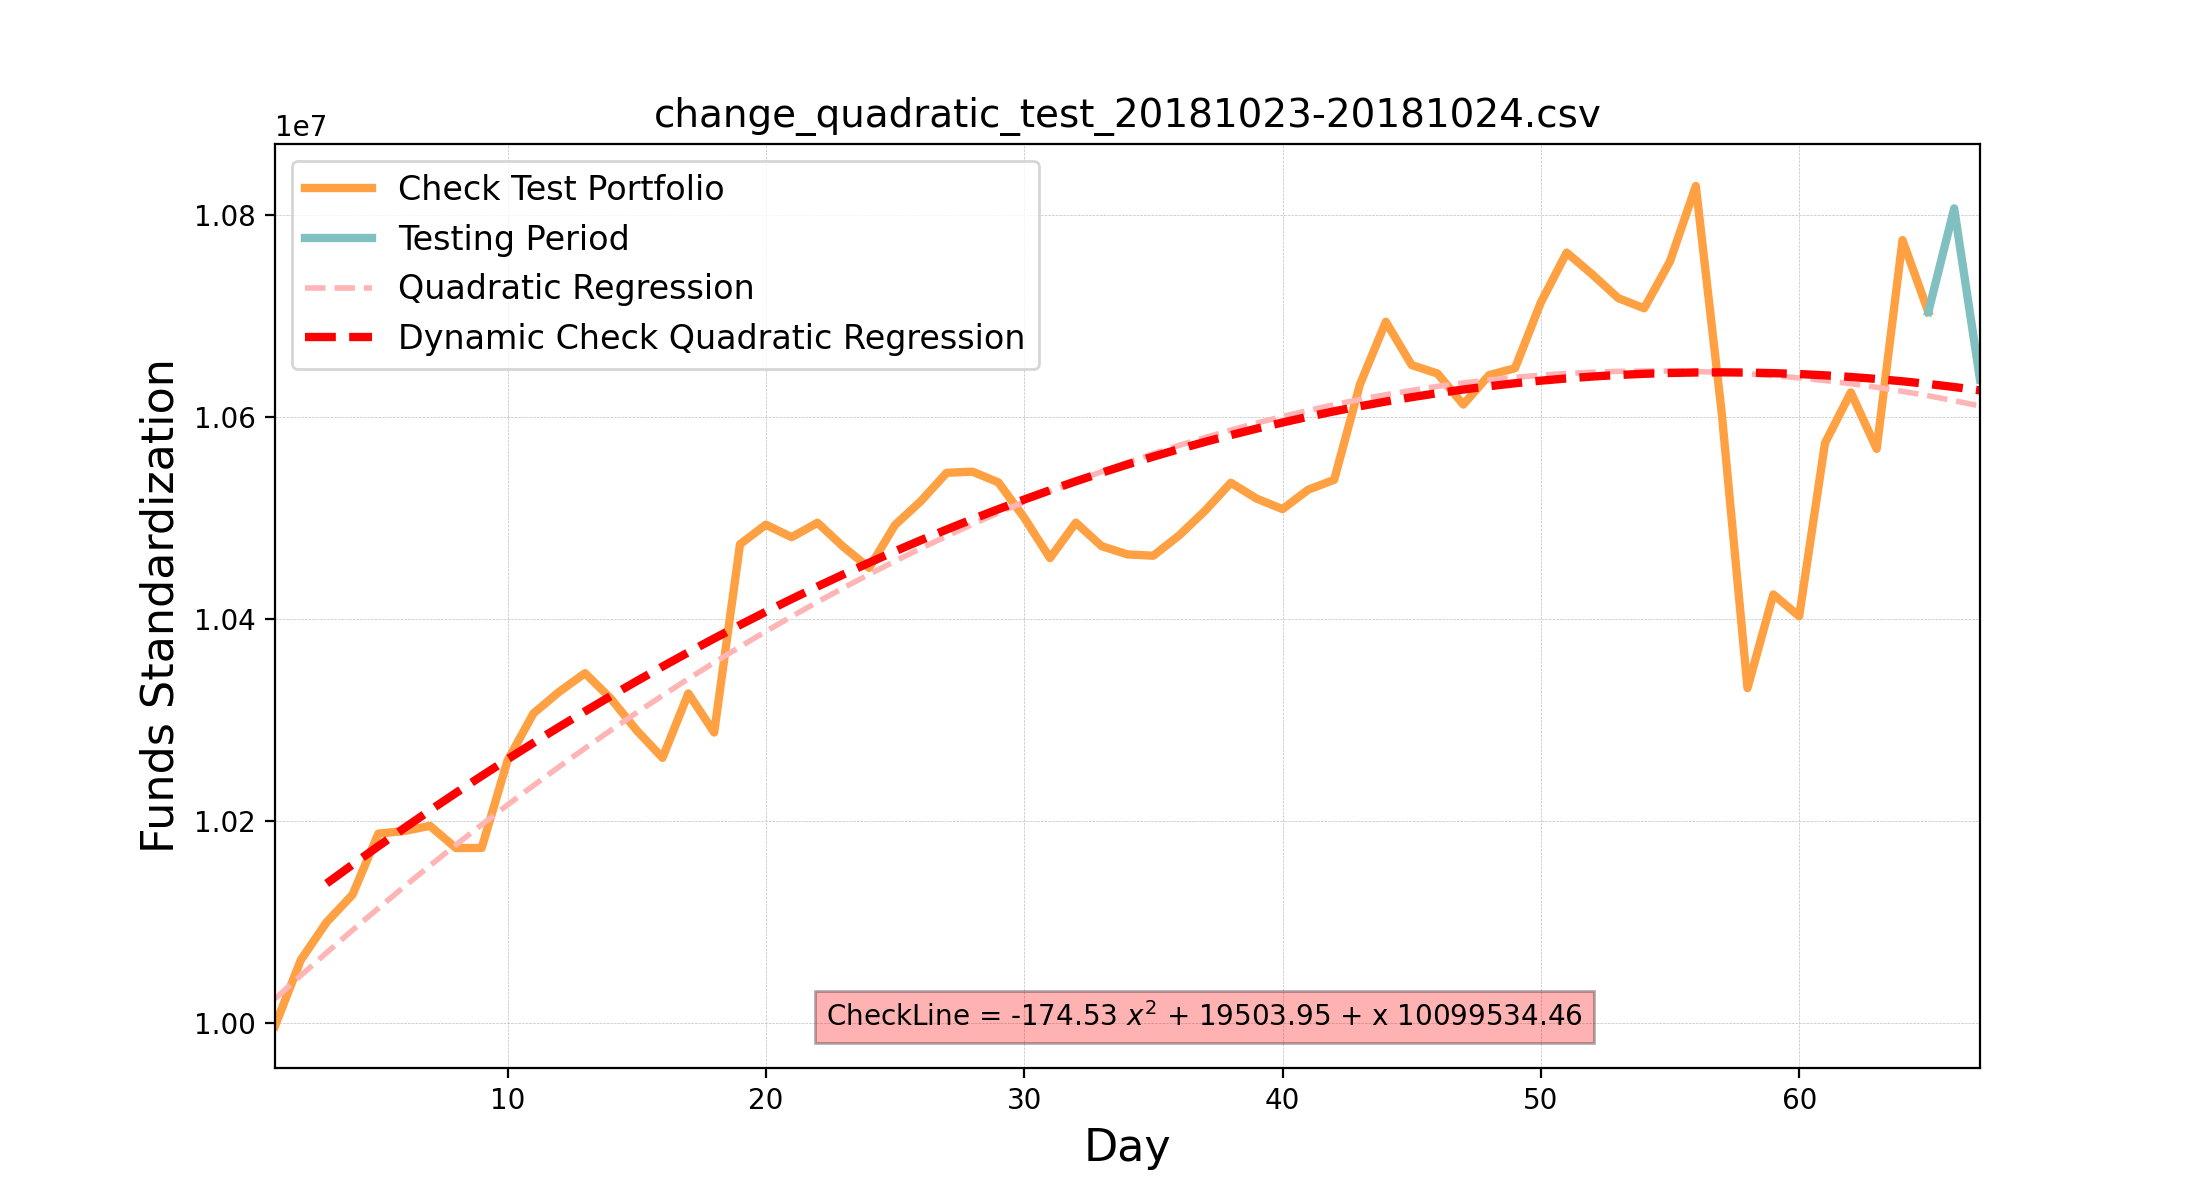 change_quadratic_test_20181023-20181024.csv
1e7
Check Test Portfolio
Testing Period
Quadratic Regression
Dynamic Check Quadratic Regression
1.08
1.06
1.04
1.02
1.00
Funds Standardization
CheckLine = -174.53 x² + 19503.95 + x 10099534.46
10 20 30 40 50 60
Day